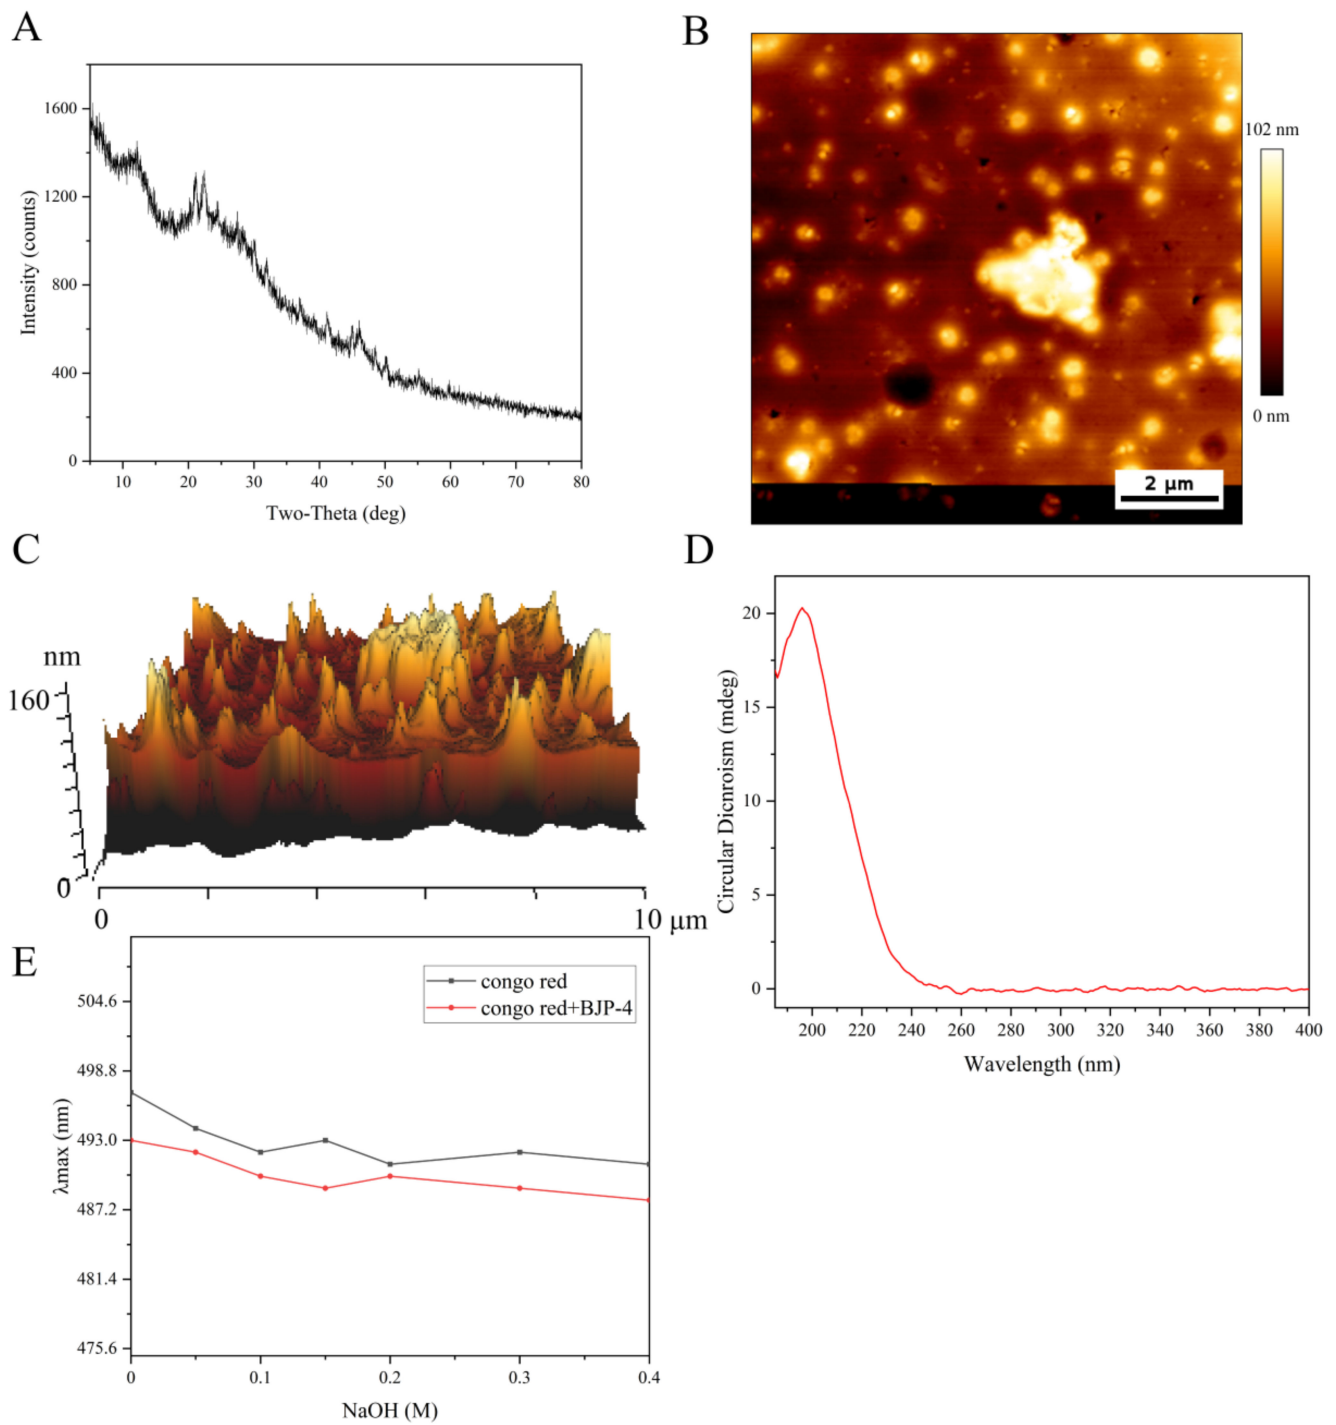 A
1600
1200
800
400
0
Intensity (counts)
10 20 30 40 50 60 70 80
Two-Theta (deg)
B
102 nm
0 nm
2 μm
C
nm
160
0
0
10 μm
D
20
15
10
5
0
Circular Dicnroism (mdeg)
200 220 240 260 280 300 320 340 360 380 400
Wavelength (nm)
E
congo red
congo red+BJP-4
504.6
498.8
493.0
487.2
481.4
475.6
λmax (nm)
0 0.1 0.2 0.3 0.4
NaOH (M)